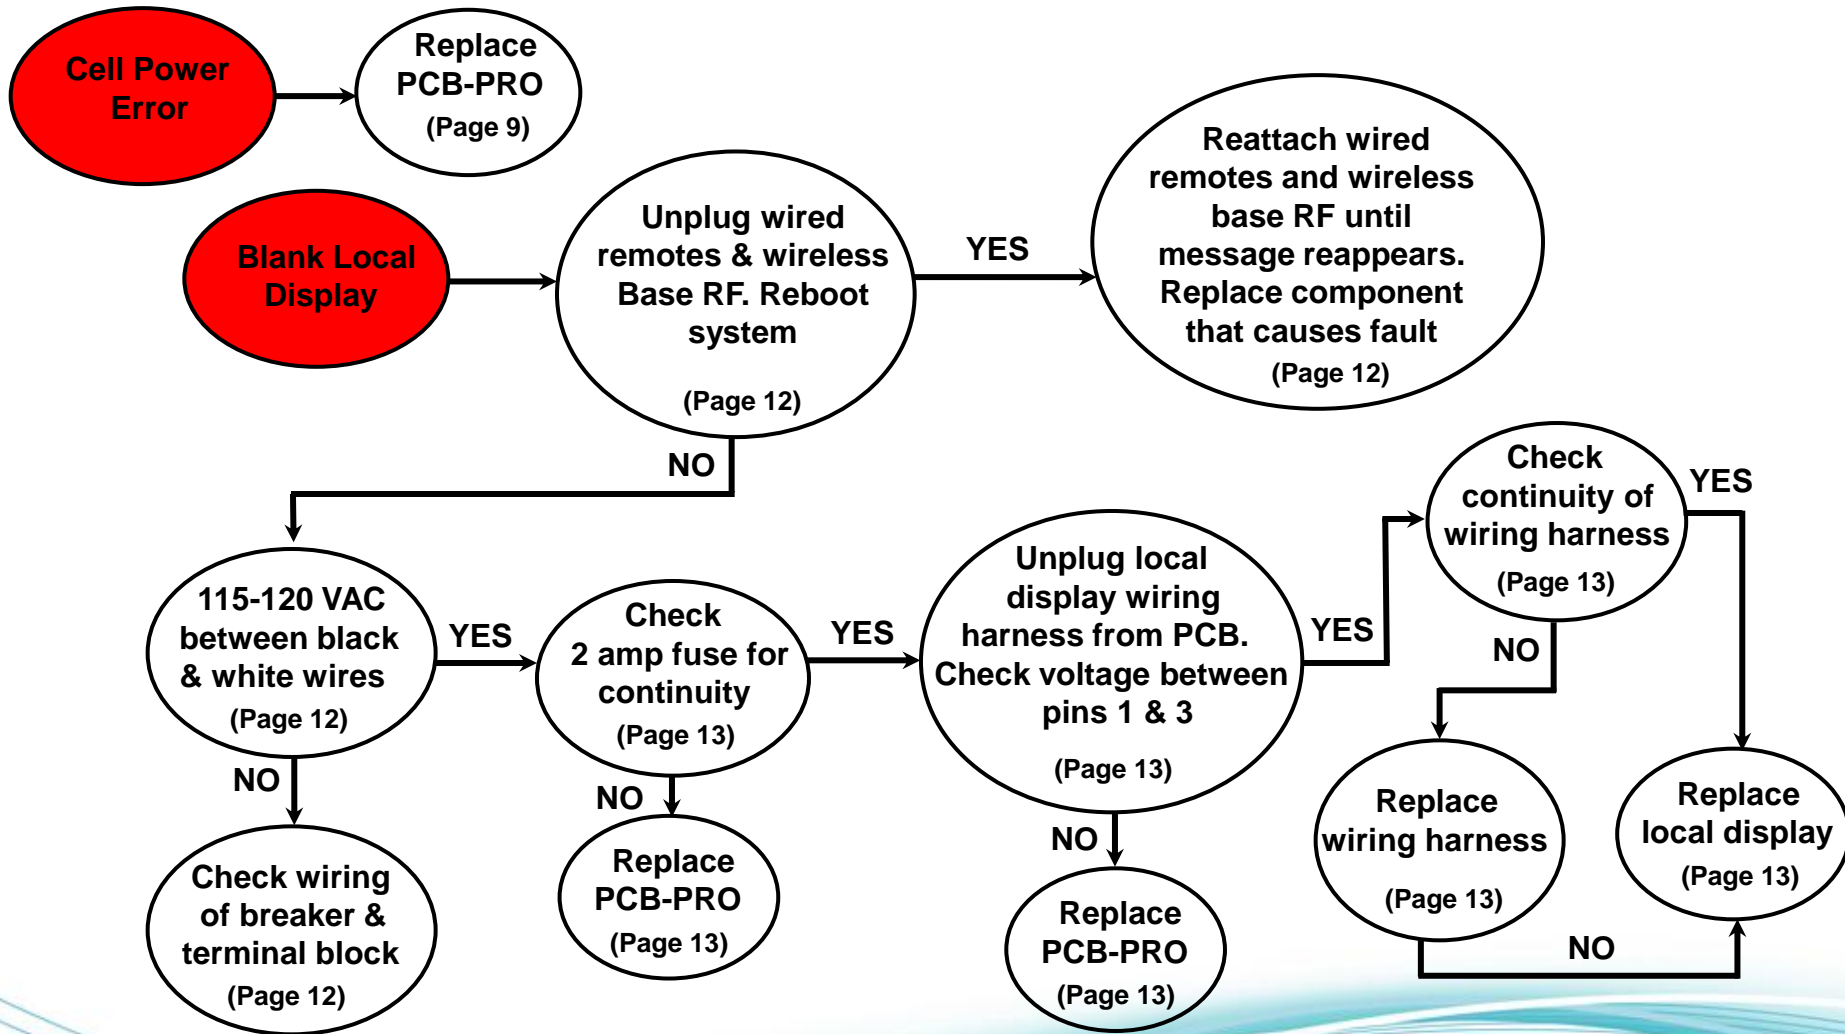 Cell Power
Error
Replace
PCB-PRO
(Page 9)
Blank Local
Display
Unplug wired
remotes & wireless
Base RF. Reboot
system
(Page 12)
YES
Reattach wired
remotes and wireless
base RF until
message reappears.
Replace component
that causes fault
(Page 12)
NO
115-120 VAC
between black
& white wires
(Page 12)
YES
Check
2 amp fuse for
continuity
(Page 13)
YES
Unplug local
display wiring
harness from PCB.
Check voltage between
pins 1 & 3
(Page 13)
YES
Check
continuity of
wiring harness
(Page 13)
YES
NO
NO
Check wiring
of breaker &
terminal block
(Page 12)
NO
Replace
PCB-PRO
(Page 13)
NO
Replace
PCB-PRO
(Page 13)
Replace
wiring harness
(Page 13)
NO
Replace
local display
(Page 13)